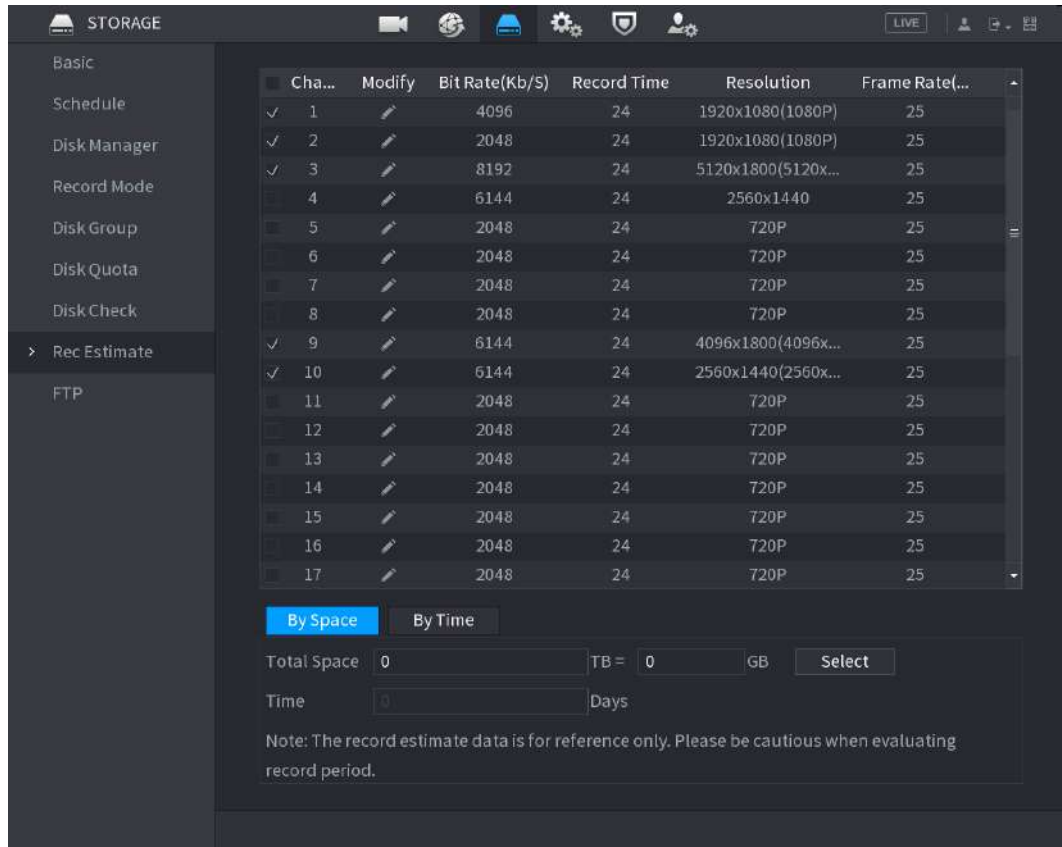 STORAGE LIVE
Basic
Schedule
Disk Manager
Record Mode
Disk Group
Disk Quota
Disk Check
> Rec Estimate
FTP
Cha... Modify Bit Rate(Kb/S) Record Time Resolution Frame Rate(...
1 4096 24 1920x1080(1080P) 25
2 2048 24 1920x1080(1080P) 25
3 8192 24 5120x1800(5120x... 25
4 6144 24 2560x1440 25
5 2048 24 720P 25
6 2048 24 720P 25
7 2048 24 720P 25
8 2048 24 720P 25
9 6144 24 4096x1800(4096x... 25
10 6144 24 2560x1440(2560x... 25
11 2048 24 720P 25
12 2048 24 720P 25
13 2048 24 720P 25
14 2048 24 720P 25
15 2048 24 720P 25
16 2048 24 720P 25
17 2048 24 720P 25
By Space By Time
Total Space 0 TB = 0 GB Select
Time 0 Days
Note: The record estimate data is for reference only. Please be cautious when evaluating
record period.